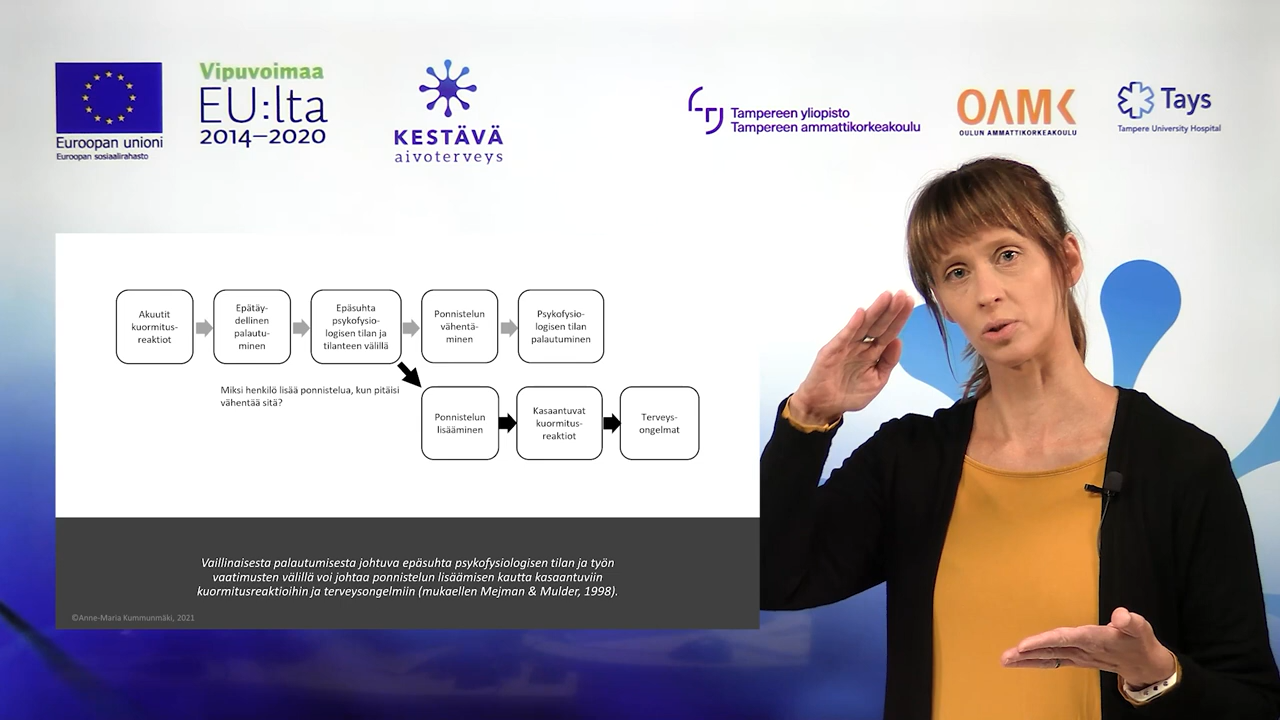 Euroopan unioni
Euroopan sosiaalirahasto
Vipuvoimaa
EU:lta
2014–2020
KESTÄVÄ
aivoterveys
Tampereen yliopisto
Tampereen ammattikorkeakoulu
OAMK
OULUN AMMATTIKORKEAKOULU
Tays
Tampere University Hospital
Akuutit
kuormitus-
reaktiot
Epätäy-
dellinen
palautu-
minen
Epäsuhta
psykofysio-
logisen tilan ja
tilanteen välillä
Ponnistelun
vähentä-
minen
Psykofysio-
logisen tilan
palautuminen
Miksi henkilö lisää ponnistelua, kun pitäisi
vähentää sitä?
Ponnistelun
lisääminen
Kasaantuvat
kuormitus-
reaktiot
Terveys-
ongelmat
Vaillinaisesta palautumisesta johtuva epäsuhta psykofysiologisen tilan ja työn
vaatimusten välillä voi johtaa ponnistelun lisäämisen kautta kasaantuviin
kuormitusreaktioihin ja terveysongelmiin (mukaellen Mejman & Mulder, 1998).
©Anne-Maria Kummunmäki, 2021